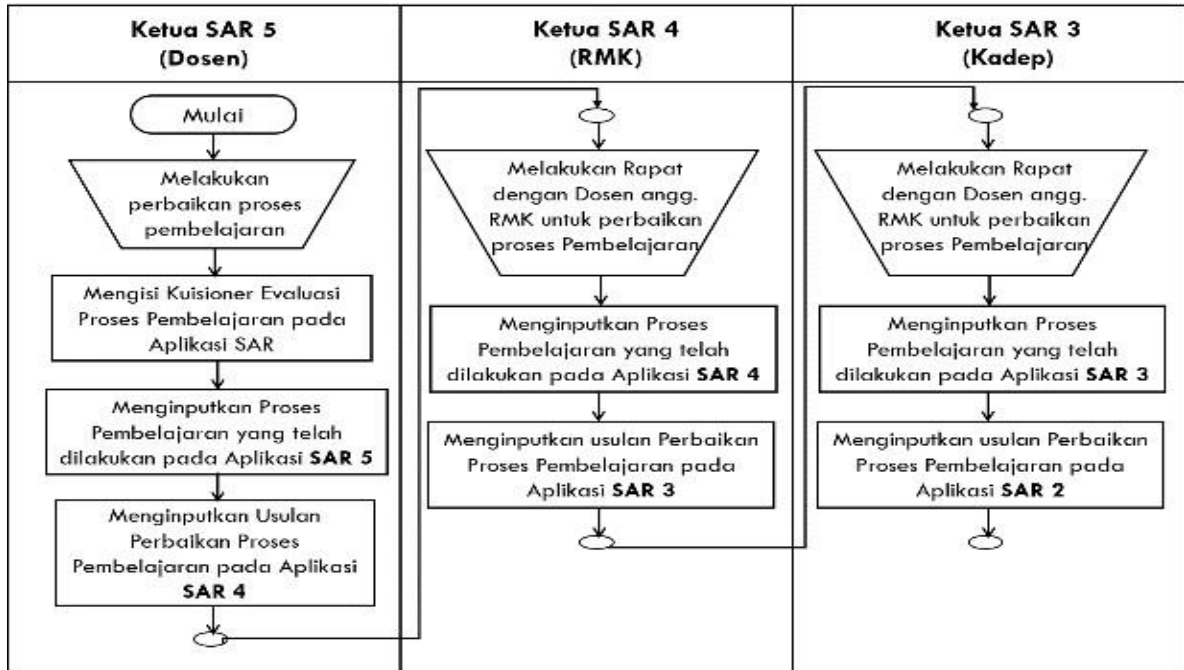 Ketua SAR 5
(Dosen)
Mulai
Melakukan
perbaikan proses
pembelajaran
Mengisi Kuisioner Evaluasi
Proses Pembelajaran pada
Aplikasi SAR
Menginputkan Proses
Pembelajaran yang telah
dilakukan pada Aplikasi SAR 5
Menginputkan Usulan
Perbaikan Proses
Pembelajaran pada Aplikasi
SAR 4
Ketua SAR 4
(RMK)
Melakukan Rapat
dengan Dosen angg.
RMK untuk perbaikan
proses Pembelajaran
Menginputkan Proses
Pembelajaran yang telah
dilakukan pada Aplikasi SAR 4
Menginputkan usulan Perbaikan
Proses Pembelajaran pada
Aplikasi SAR 3
Ketua SAR 3
(Kadep)
Melakukan Rapat
dengan Dosen angg.
RMK untuk perbaikan
proses Pembelajaran
Menginputkan Proses
Pembelajaran yang telah
dilakukan pada Aplikasi SAR 3
Menginputkan usulan Perbaikan
Proses Pembelajaran pada
Aplikasi SAR 2